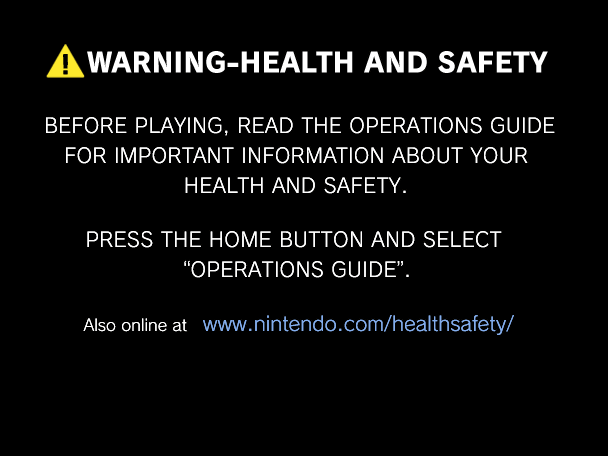 WARNING-HEALTH AND SAFETY
BEFORE PLAYING, READ THE OPERATIONS GUIDE
FOR IMPORTANT INFORMATION ABOUT YOUR
HEALTH AND SAFETY.
PRESS THE HOME BUTTON AND SELECT
“OPERATIONS GUIDE”.
Also online at www.nintendo.com/healthsafety/